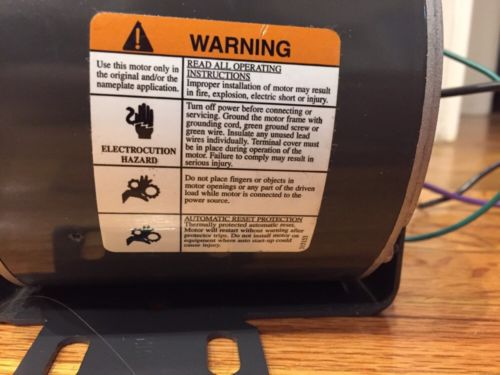 WARNING
Use this motor only in
the original and/or the
nameplate application.
READ ALL OPERATING
INSTRUCTIONS
Improper installation of motor may result
in fire, explosion, electric short or injury.
ELECTROCUTION
HAZARD
Turn off power before connecting or
servicing. Ground the motor frame with
grounding cord, green ground screw or
green wire. Insulate any unused lead
wires individually. Terminal cover must
be in place during operation of the
motor. Failure to comply may result in
serious injury.
Do not place fingers or objects in
motor openings or any part of the driven
load while motor is connected to the
power source.
AUTOMATIC RESET PROTECTION
Thermally protected automatic reset.
Motor will restart without warning after
protector trips. Do not install motor on
equipment where auto start-up could
cause injury.